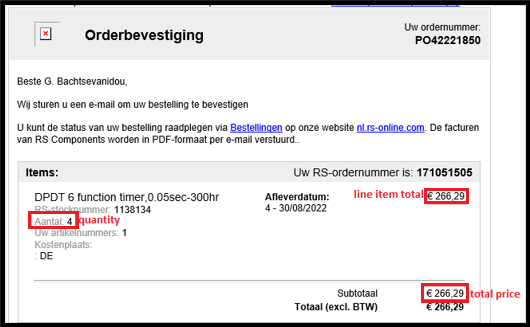 Orderbevestiging
Uw ordernummer:
PO42221850
Beste G. Bachtsevanidou,
Wij sturen u een e-mail om uw bestelling te bevestigen
U kunt de status van uw bestelling raadplegen via Bestellingen op onze website nl.rs-online.com. De facturen
van RS Components worden in PDF-formaat per e-mail verstuurd..
Items: Uw RS-ordernummer is: 171051505
DPDT 6 function timer,0.05sec-300hr
RS-stocknummer: 1138134
Aantal: 4 quantity
Uw artikelnummers: 1
Kostenplaats:
: DE
Afleverdatum:
4 - 30/08/2022
line item total € 266,29
Subtotaal € 266,29 total price
Totaal (excl. BTW) € 266,29